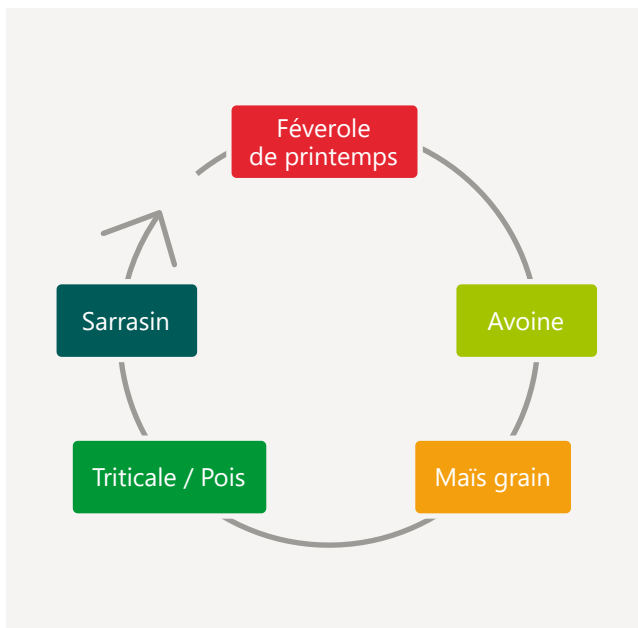 Féverole
de printemps
Sarrasin
Avoine
Triticale / Pois
Maïs grain